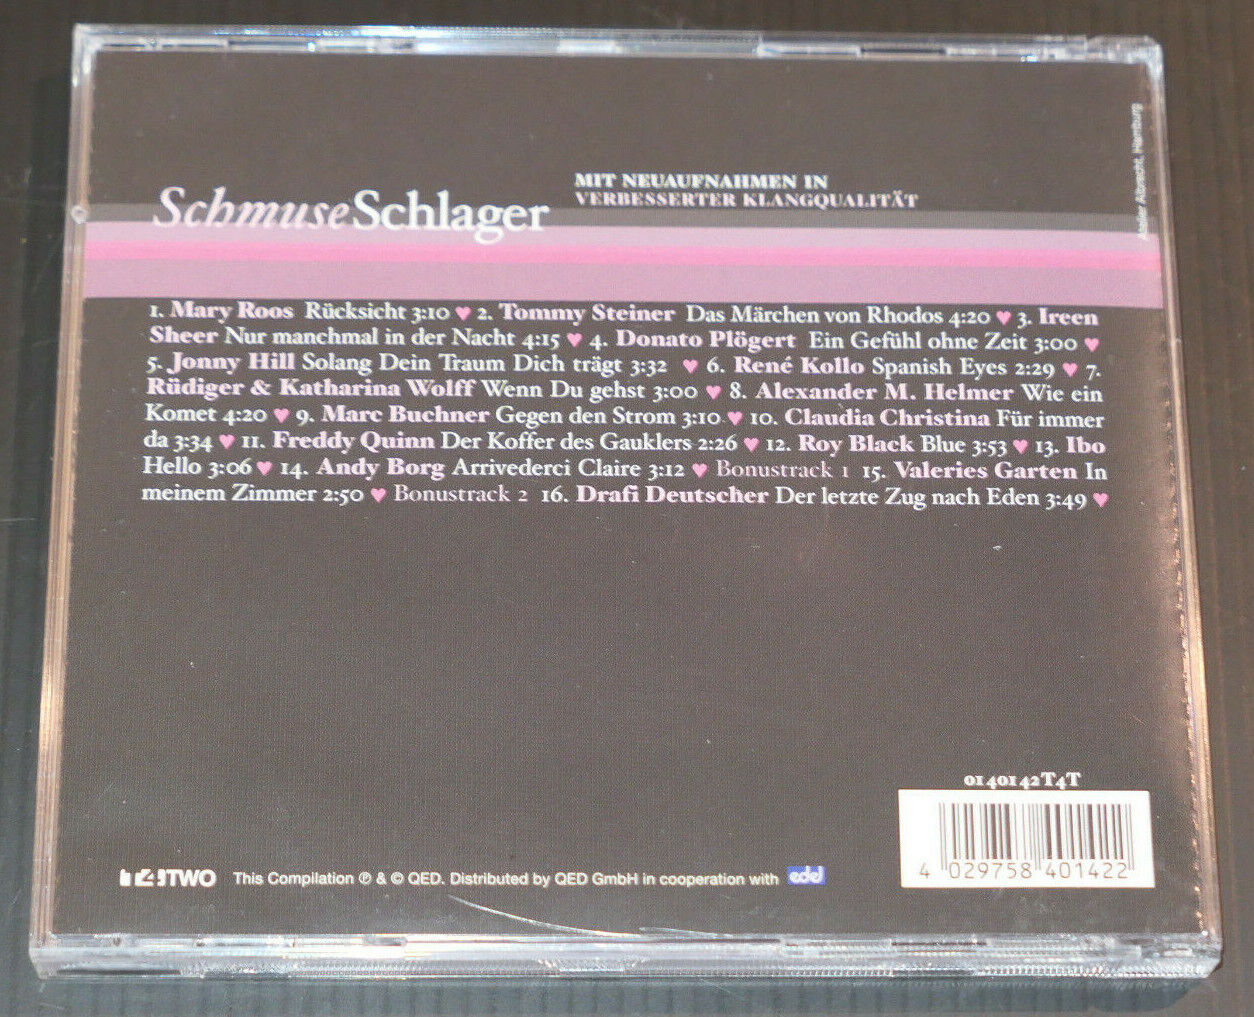 MIT NEUAUFNAHMEN IN
VERBESSERTER KLANGQUALITÄT
SchmuseSchlager
Atelier Albrecht, Hamburg
1. Mary Roos Rücksicht 3:10 ♥ 2. Tommy Steiner Das Märchen von Rhodos 4:20 ♥ 3. Ireen
Sheer Nur manchmal in der Nacht 4:15 ♥ 4. Donato Plögert Ein Gefühl ohne Zeit 3:00 ♥
5. Jonny Hill Solang Dein Traum Dich trägt 3:32 ♥ 6. René Kollo Spanish Eyes 2:29 ♥ 7.
Rüdiger & Katharina Wolff Wenn Du gehst 3:00 ♥ 8. Alexander M. Helmer Wie ein
Komet 4:20 ♥ 9. Marc Buchner Gegen den Strom 3:10 ♥ 10. Claudia Christina Für immer
da 3:34 ♥ 11. Freddy Quinn Der Koffer des Gauklers 2:26 ♥ 12. Roy Black Blue 3:53 ♥ 13. Ibo
Hello 3:06 ♥ 14. Andy Borg Arrivederci Claire 3:12 ♥ Bonustrack 1 15. Valeries Garten In
meinem Zimmer 2:50 ♥ Bonustrack 2 16. Drafi Deutscher Der letzte Zug nach Eden 3:49 ♥
01 401 42 T4T
4 029758 401422
TWO This Compilation ℗ & © QED. Distributed by QED GmbH in cooperation with edel